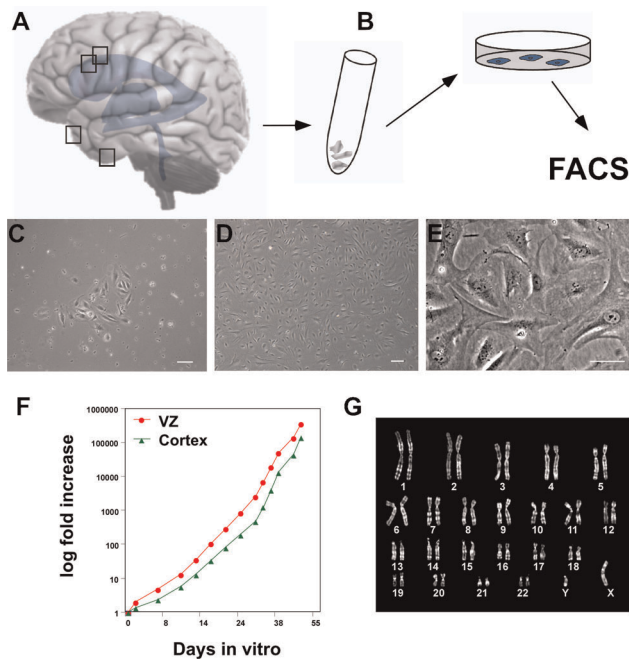 A
B
FACS
C
D
E
F
1000000
100000
10000
1000
100
10
1
VZ
Cortex
log fold increase
0 7 14 24 38 55
Days in vitro
G
1 2 3 4 5
6 7 8 9 10 11 12
13 14 15 16 17 18
19 20 21 22 Y X